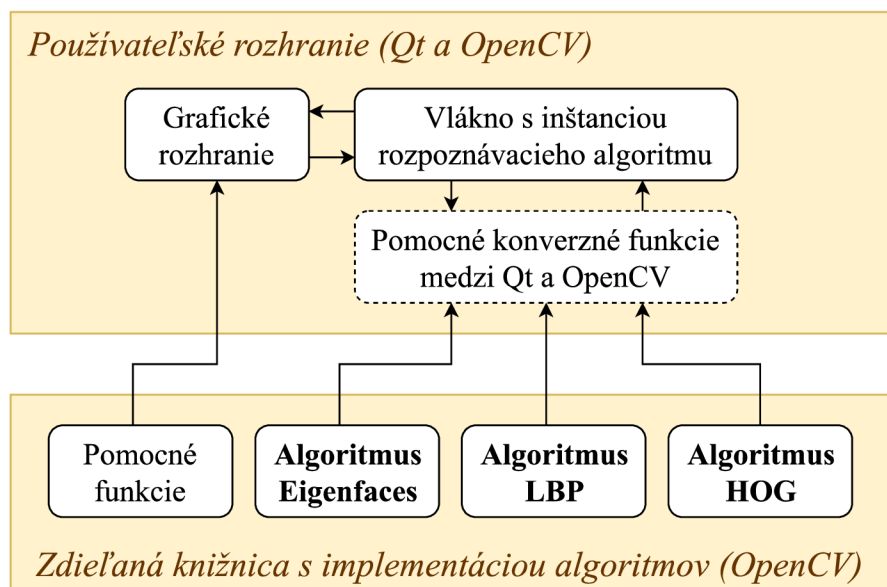 Používateľské rozhranie (Qt a OpenCV)
Grafické
rozhranie
Vlákno s inštanciou
rozpoznávacieho algoritmu
Pomocné konverzné funkcie
medzi Qt a OpenCV
Pomocné
funkcie
Algoritmus
Eigenfaces
Algoritmus
LBP
Algoritmus
HOG
Zdieľaná knižnica s implementáciou algoritmov (OpenCV)